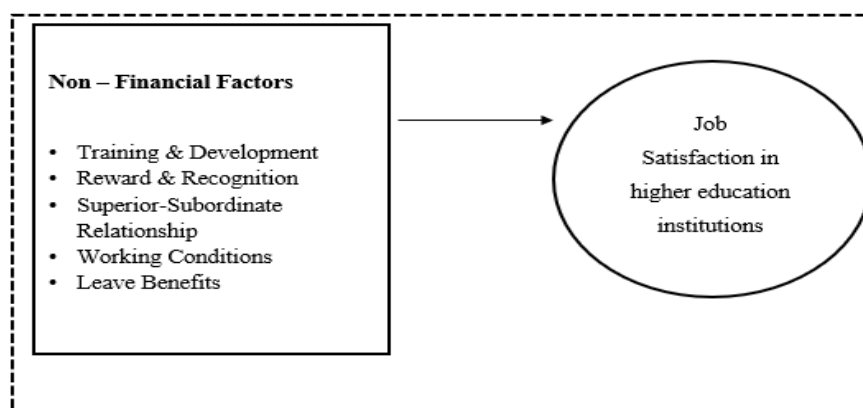 Non – Financial Factors
• Training & Development
• Reward & Recognition
• Superior-Subordinate
Relationship
• Working Conditions
• Leave Benefits
Job
Satisfaction in
higher education
institutions